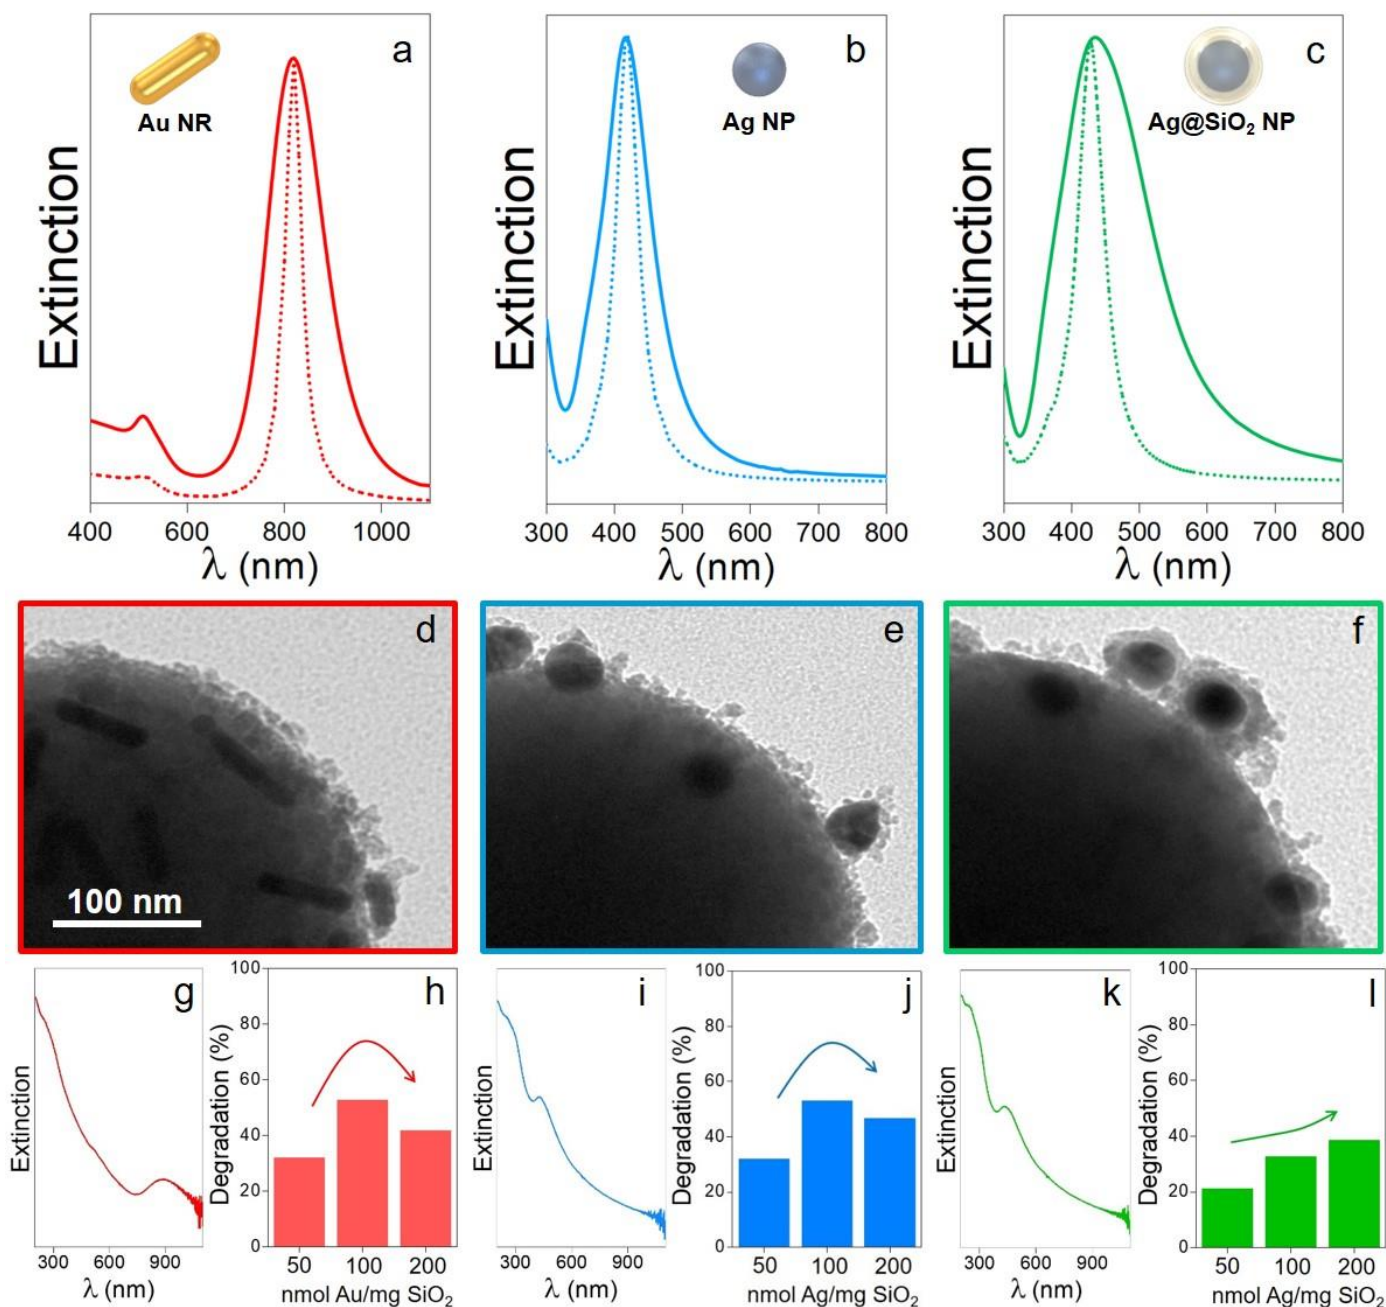 a
Au NR
Extinction
400 600 800 1000
λ (nm)
b
Ag NP
Extinction
300 400 500 600 700 800
λ (nm)
c
Ag@SiO₂ NP
Extinction
300 400 500 600 700 800
λ (nm)
d
100 nm
e
f
g
Extinction
300 600 900
λ (nm)
h
Degradation (%)
100
80
60
40
20
0
50 100 200
nmol Au/mg SiO₂
i
Extinction
300 600 900
λ (nm)
j
Degradation (%)
100
80
60
40
20
0
50 100 200
nmol Ag/mg SiO₂
k
Extinction
300 600 900
λ (nm)
l
Degradation (%)
100
80
60
40
20
0
50 100 200
nmol Ag/mg SiO₂